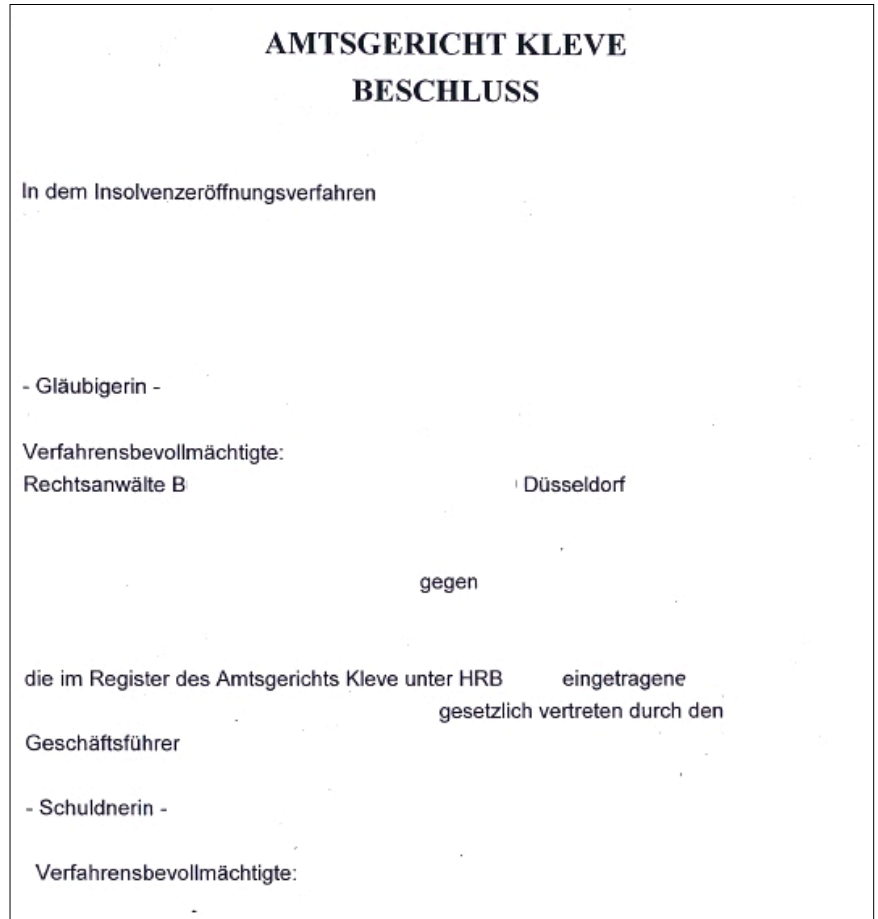 AMTSGERICHT KLEVE
BESCHLUSS
In dem Insolvenzeröffnungsverfahren
- Gläubigerin -
Verfahrensbevollmächtigte:
Rechtsanwälte B Düsseldorf
gegen
die im Register des Amtsgerichts Kleve unter HRB eingetragene
gesetzlich vertreten durch den
Geschäftsführer
- Schuldnerin -
Verfahrensbevollmächtigte: